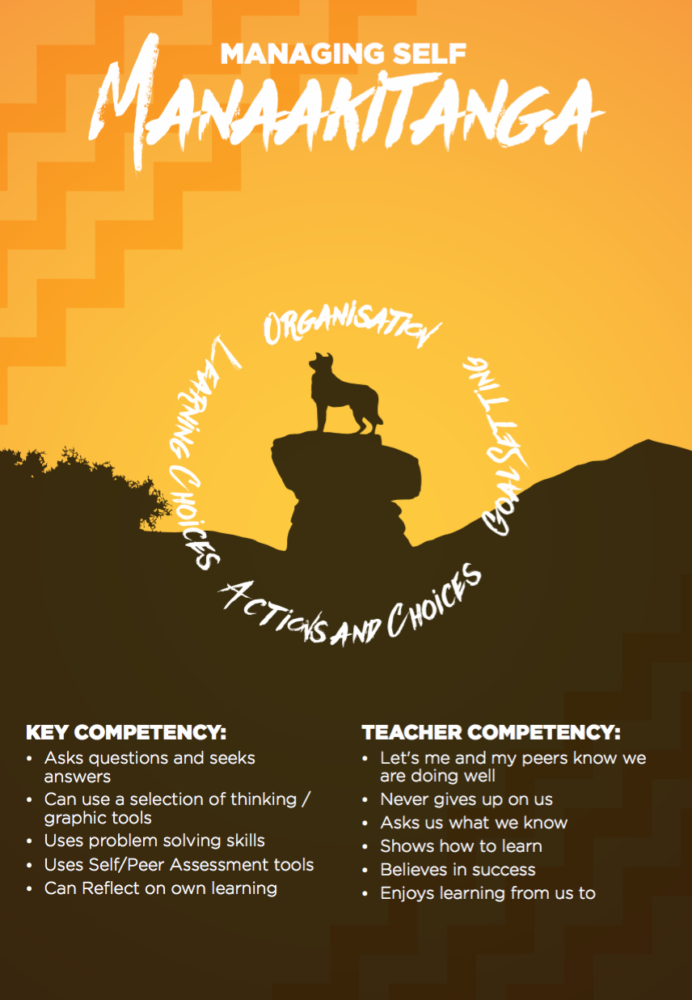 MANAGING SELF
MANAAKITANGA
ORGANISATION
GOAL SETTING
ACTIONS AND CHOICES
LEARNING CHOICES
KEY COMPETENCY:
• Asks questions and seeks
answers
• Can use a selection of thinking /
graphic tools
• Uses problem solving skills
• Uses Self/Peer Assessment tools
• Can Reflect on own learning
TEACHER COMPETENCY:
• Let's me and my peers know we
are doing well
• Never gives up on us
• Asks us what we know
• Shows how to learn
• Believes in success
• Enjoys learning from us to